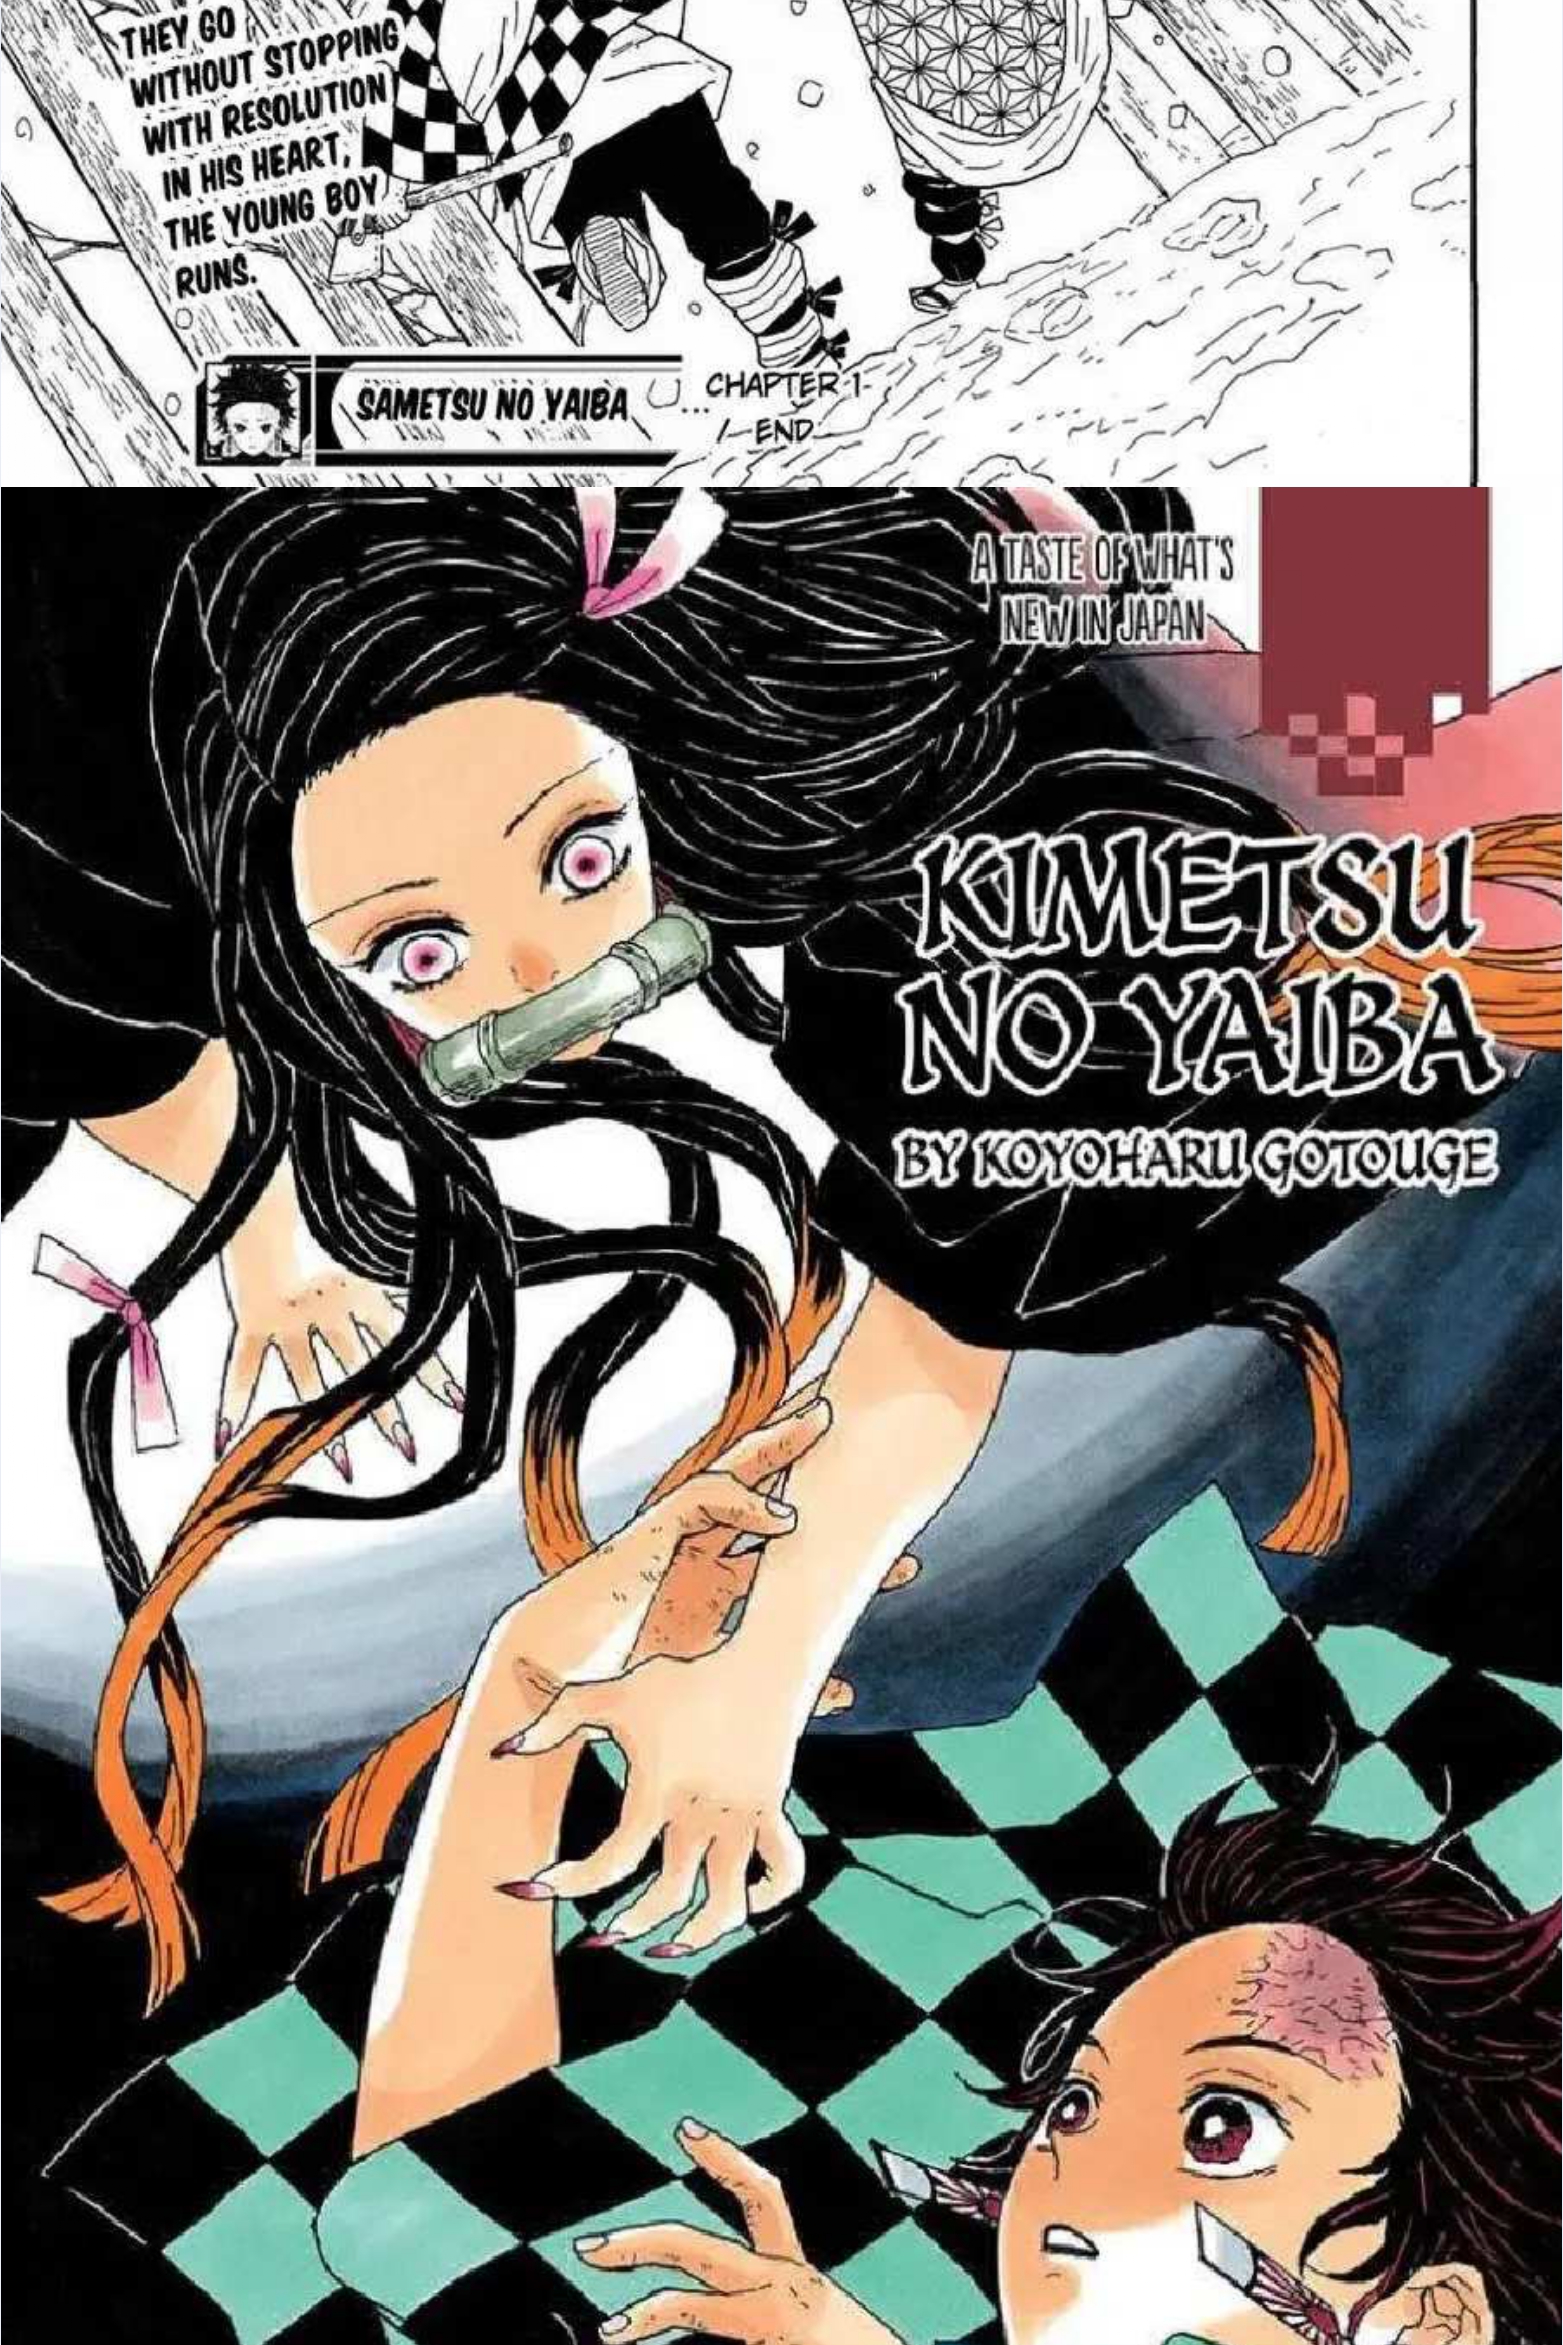 THEY GO
WITHOUT STOPPING
WITH RESOLUTION
IN HIS HEART,
THE YOUNG BOY
RUNS.
SAMETSU NO YAIBA
...CHAPTER 1-
END
A TASTE OF WHAT'S
NEW IN JAPAN
KIMETSU
NO YAIBA
BY KOYOHARU GOTOUGE